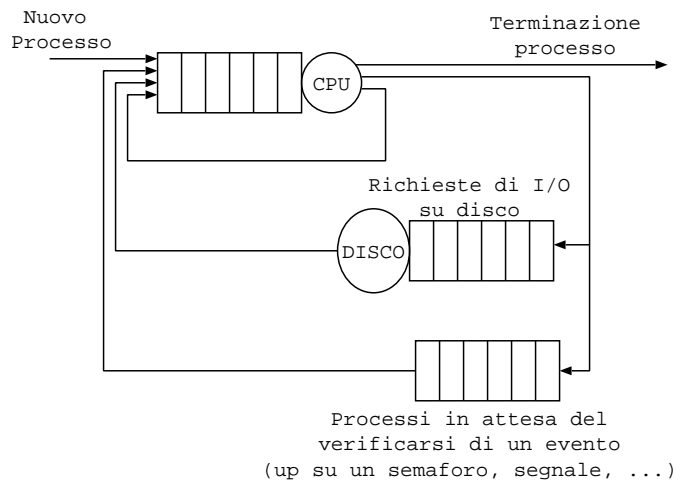 Nuovo
Processo
Terminazione
processo
CPU
Richieste di I/O
su disco
DISCO
Processi in attesa del
verificarsi di un evento
(up su un semaforo, segnale, ...)